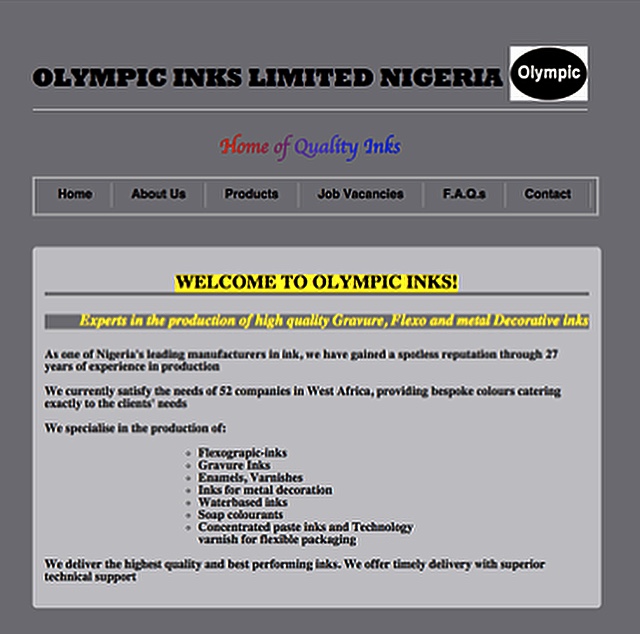 OLYMPIC INKS LIMITED NIGERIA
Olympic
Home of Quality Inks
Home
About Us
Products
Job Vacancies
F.A.Q.s
Contact
WELCOME TO OLYMPIC INKS!
Experts in the production of high quality Gravure, Flexo and metal Decorative inks
As one of Nigeria's leading manufacturers in ink, we have gained a spotless reputation through 27
years of experience in production
We currently satisfy the needs of 52 companies in West Africa, providing bespoke colours catering
exactly to the clients' needs
We specialise in the production of:
Flexograpic-inks
Gravure Inks
Enamels, Varnishes
Inks for metal decoration
Waterbased inks
Soap colourants
Concentrated paste inks and Technology
varnish for flexible packaging
We deliver the highest quality and best performing inks. We offer timely delivery with superior
technical support